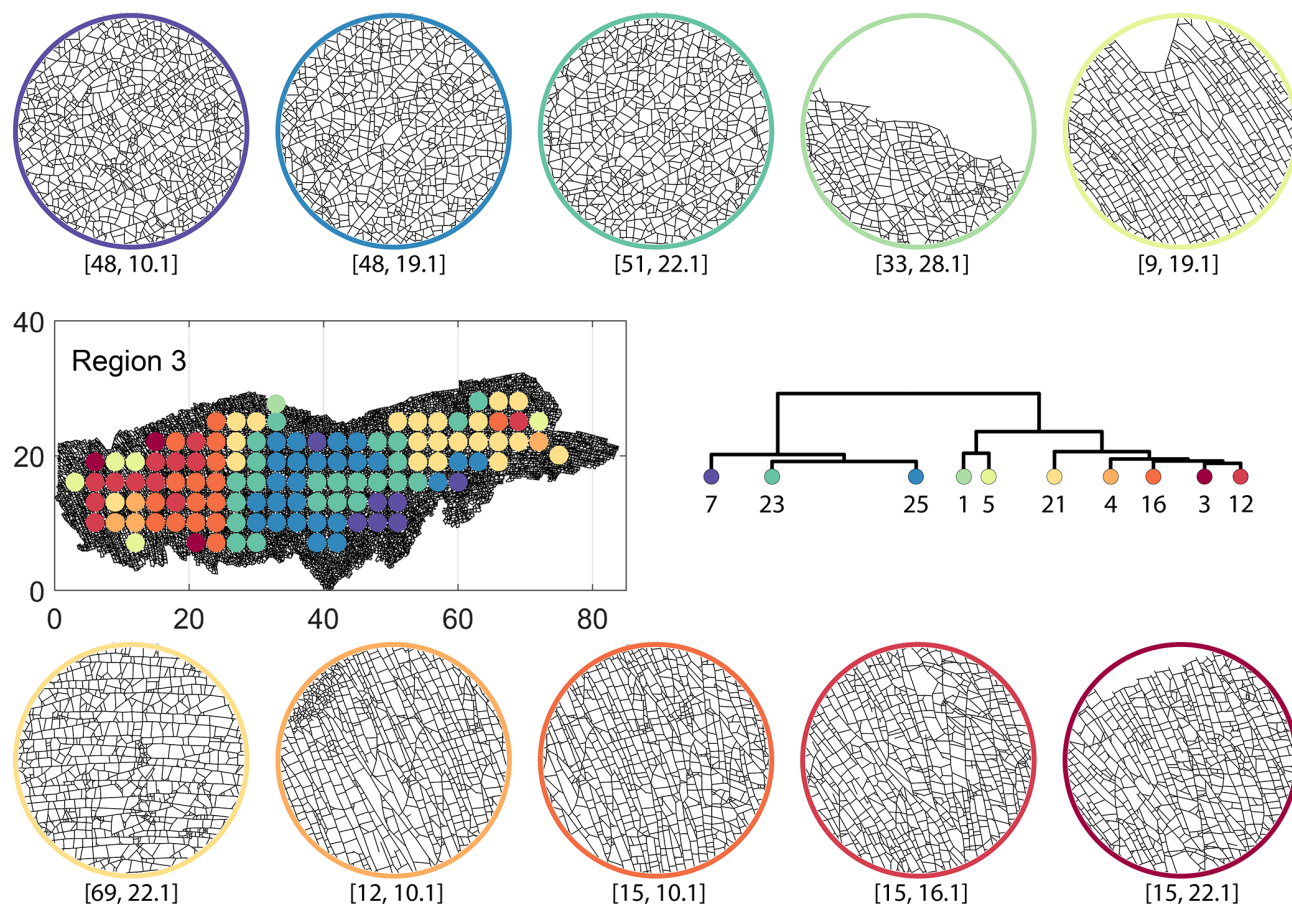 [48, 10.1] [48, 19.1] [51, 22.1] [33, 28.1] [9, 19.1]
40
Region 3
20
0
0 20 40 60 80
7 23 25 1 5 21 4 16 3 12
[69, 22.1] [12, 10.1] [15, 10.1] [15, 16.1] [15, 22.1]